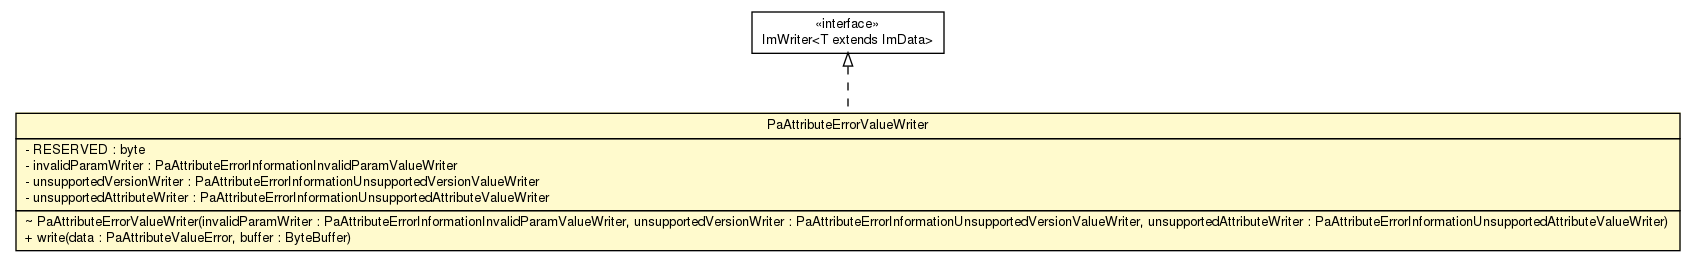 «interface»
ImWriter<T extends ImData>
PaAttributeErrorValueWriter
- RESERVED : byte
- invalidParamWriter : PaAttributeErrorInformationInvalidParamValueWriter
- unsupportedVersionWriter : PaAttributeErrorInformationUnsupportedVersionValueWriter
- unsupportedAttributeWriter : PaAttributeErrorInformationUnsupportedAttributeValueWriter
~ PaAttributeErrorValueWriter(invalidParamWriter : PaAttributeErrorInformationInvalidParamValueWriter, unsupportedVersionWriter : PaAttributeErrorInformationUnsupportedVersionValueWriter, unsupportedAttributeWriter : PaAttributeErrorInformationUnsupportedAttributeValueWriter)
+ write(data : PaAttributeValueError, buffer : ByteBuffer)